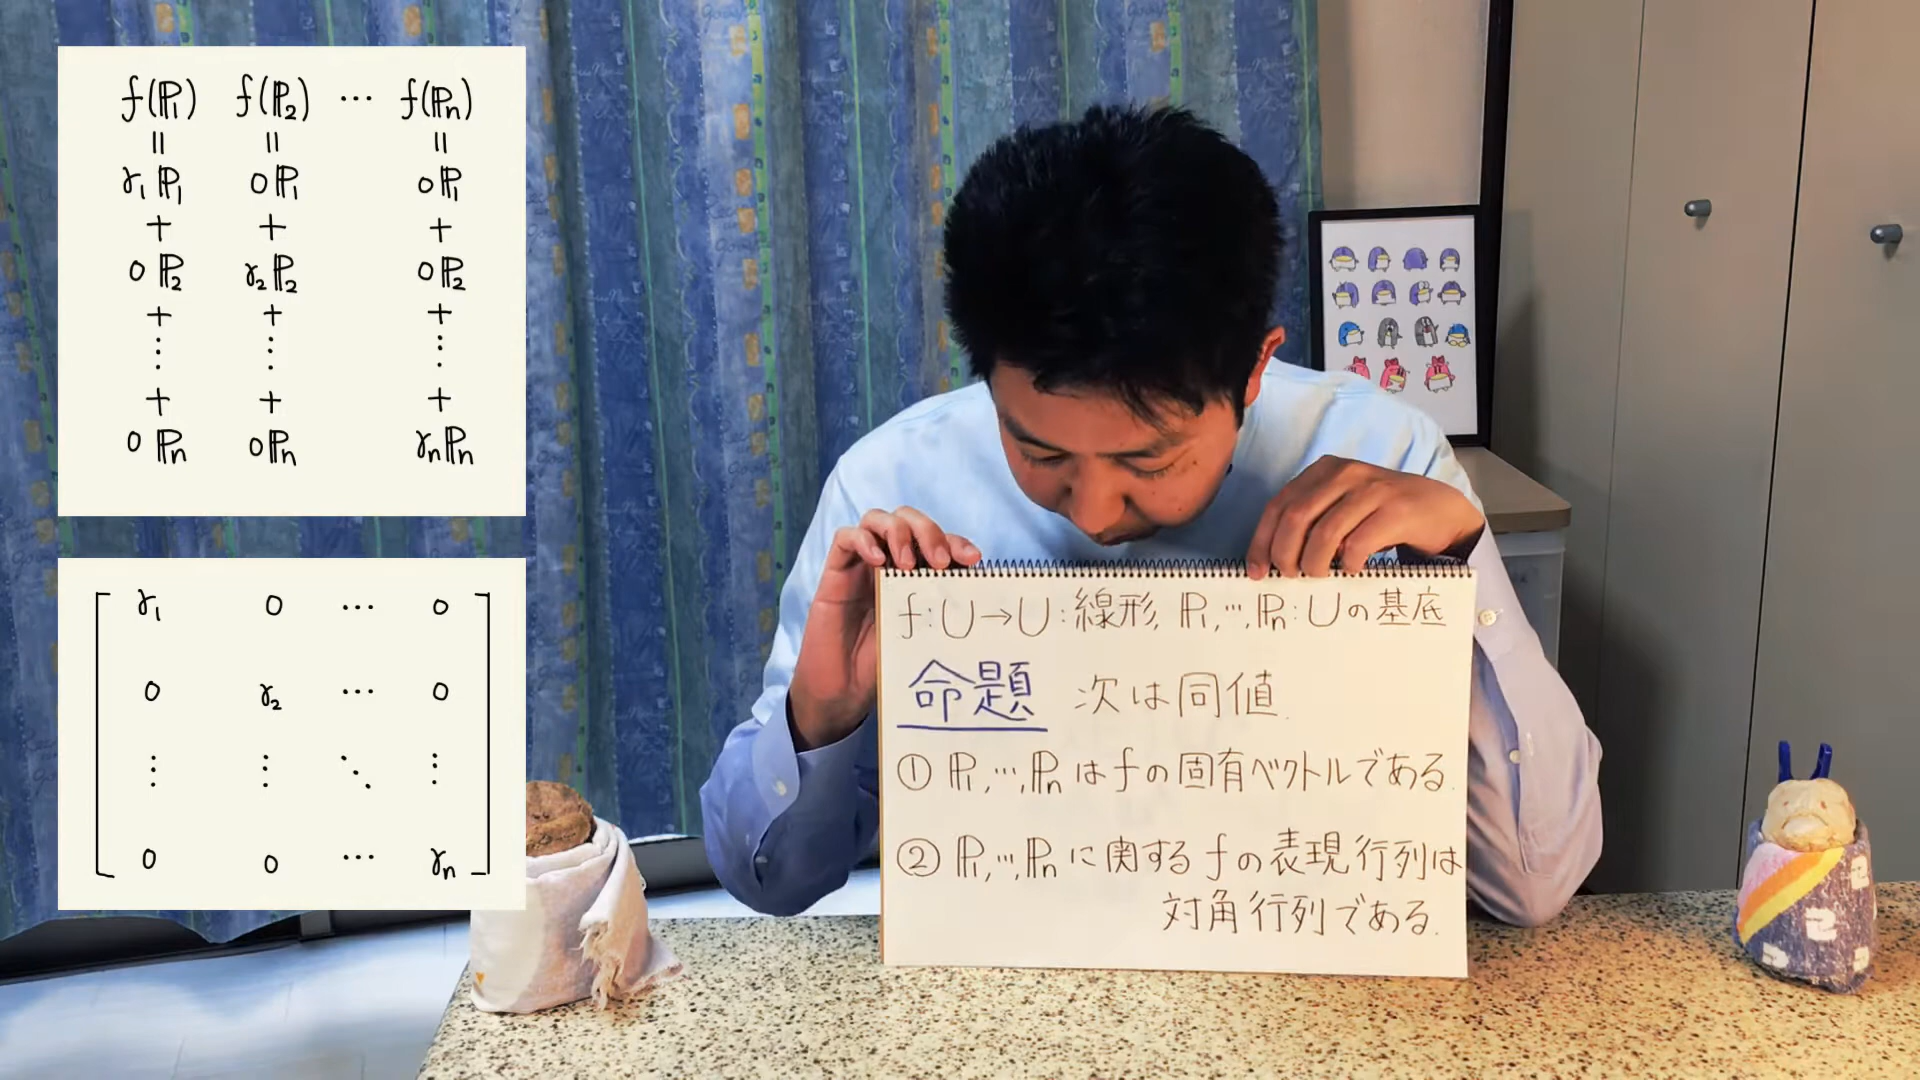 f(ℙ₁) f(ℙ₂) ⋯ f(ℙn)
|| || ||
γ₁ℙ₁ 0ℙ₁ 0ℙ₁
+ + +
0ℙ₂ γ₂ℙ₂ 0ℙ₂
+ + +
⋮ ⋮ ⋮
+ + +
0ℙn 0ℙn γnℙn
γ₁ 0 ⋯ 0
0 γ₂ ⋯ 0
⋮ ⋮ ⋱ ⋮
0 0 ⋯ γn
f:U→U:線形, ℙ₁,⋯,ℙn:Uの基底
命題 次は同値.
① ℙ₁,⋯,ℙnはfの固有ベクトルである.
② ℙ₁,⋯,ℙnに関するfの表現行列は
対角行列である.